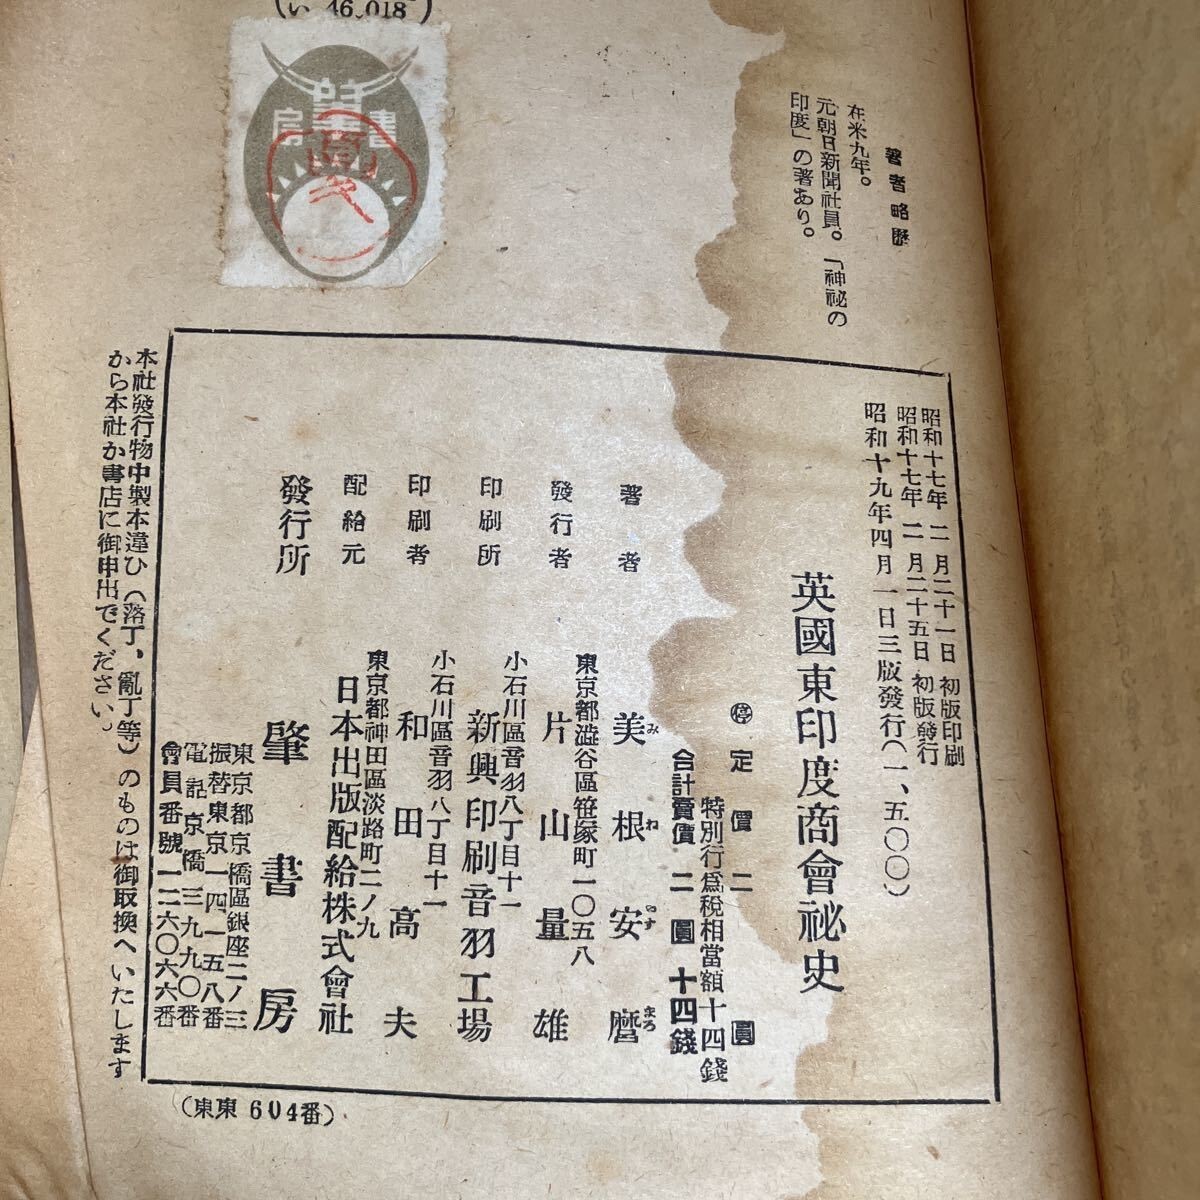 (い 46.018)
書肇房
著者略歷
在米九年。
元朝日新聞社員。「神祕の
印度」の著あり。
昭和十七年 二 月二十一日 初版印刷
昭和十七年 二 月二十五日 初版發行
昭和十九年四月一日三版發行(一、五〇〇)
英國東印度商會祕史
㊡ 定價 二圓
特別行爲稅相當額十四錢
合計賣價 二圓十四錢
著者 美根安麿
みねやすまろ
東京都澁谷區笹塚町一〇五八
發行者 片山量雄
小石川區音羽八丁目十一
印刷所 新興印刷音羽工場
小石川區音羽八丁目十一
印刷者 和田高夫
東京都神田區淡路町二ノ九
配給元 日本出版配給株式會社
發行所 肇書房
東京都京橋區銀座二ノ三
振替東京一四一五八番
電話京橋三九九〇番
會員番號一二六〇六六番
本社發行物中製本違ひ(落丁、亂丁等)のものは御取換へいたします
から本社か書店に御申出でください。
(東東 604番)